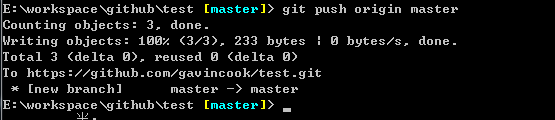 E:\workspace\github\test [master]> git push origin master
Counting objects: 3, done.
Writing objects: 100% (3/3), 233 bytes | 0 bytes/s, done.
Total 3 (delta 0), reused 0 (delta 0)
To https://github.com/gavincook/test.git
 * [new branch]      master -> master
E:\workspace\github\test [master]> _